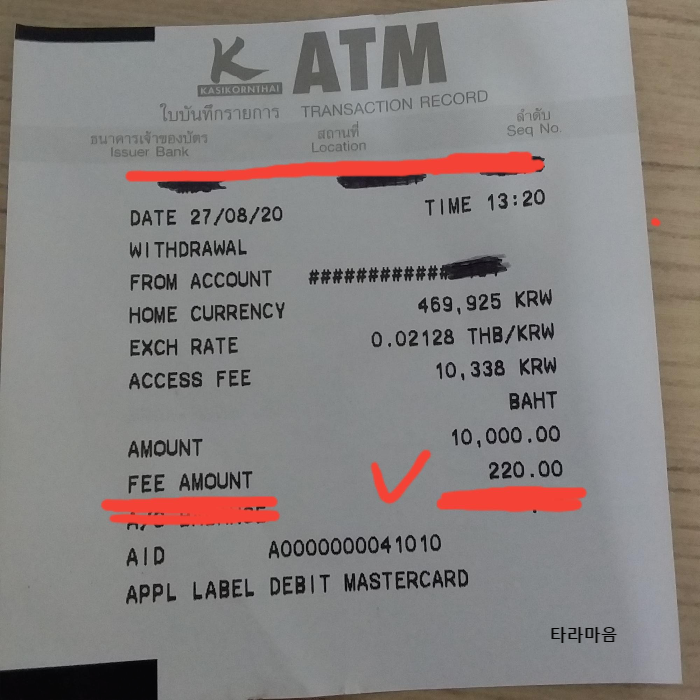 K ATM
KASIKORNTHAI
ใบบันทึกรายการ TRANSACTION RECORD
ธนาคารเจ้าของบัตร สถานที่ ลำดับ
Issuer Bank Location Seq No.
DATE 27/08/20 TIME 13:20
WITHDRAWAL
FROM ACCOUNT ############
HOME CURRENCY 469,925 KRW
EXCH RATE 0.02128 THB/KRW
ACCESS FEE 10,338 KRW
BAHT
AMOUNT 10,000.00
FEE AMOUNT 220.00
AID A0000000041010
APPL LABEL DEBIT MASTERCARD
타라마음